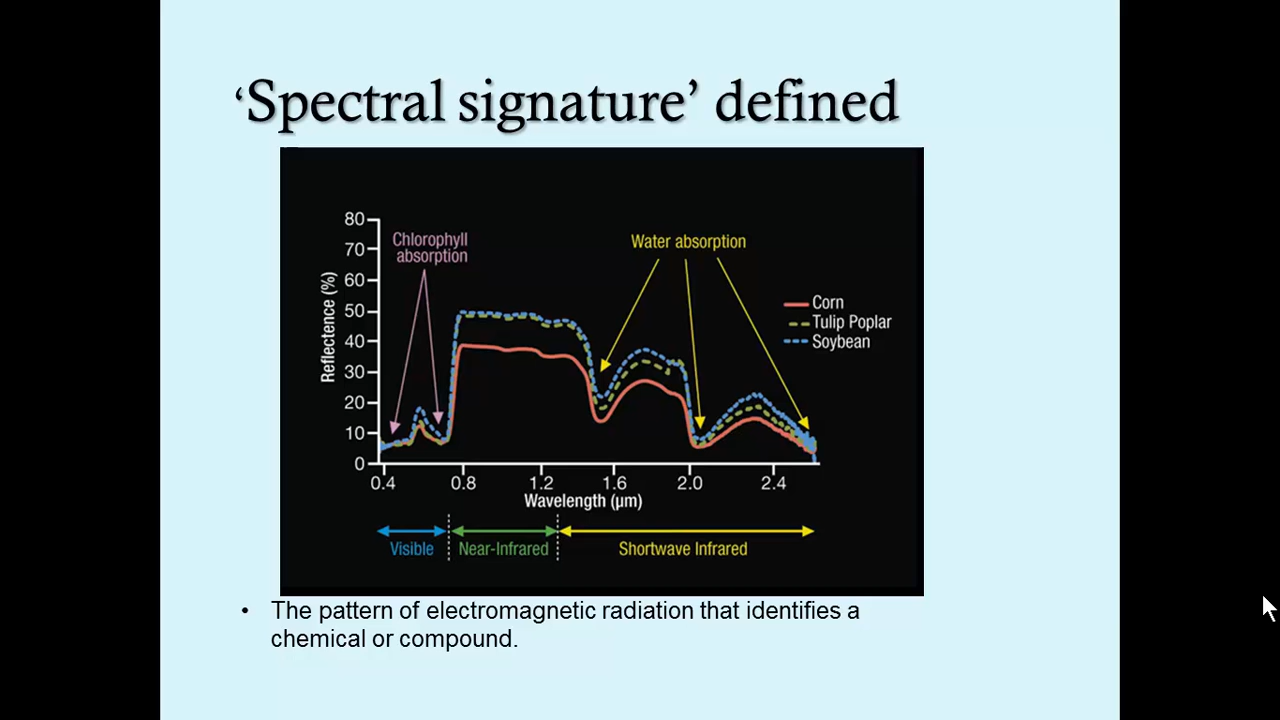 ‘Spectral signature’ defined
Chlorophyll
absorption
Water absorption
Reflectence (%)
80
70
60
50
40
30
20
10
0
Corn
Tulip Poplar
Soybean
0.4 0.8 1.2 1.6 2.0 2.4
Wavelength (µm)
Visible Near-Infrared Shortwave Infrared
• The pattern of electromagnetic radiation that identifies a
chemical or compound.